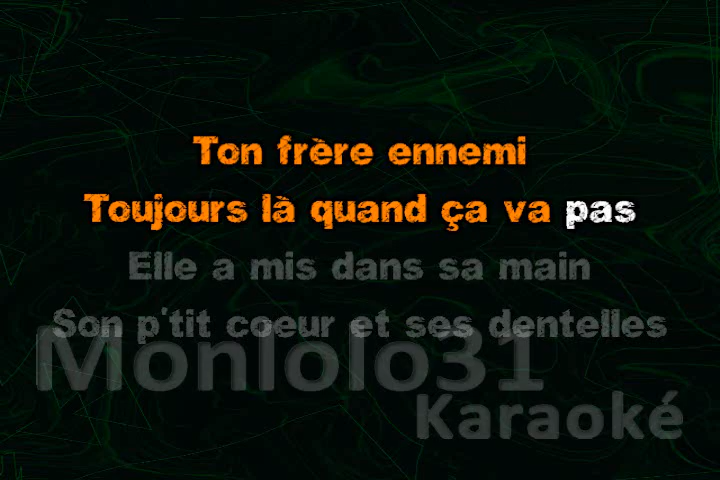 Ton frère ennemi
Toujours là quand ça va pas
Elle a mis dans sa main
Son p'tit coeur et ses dentelles
Monlolo31
Karaoké